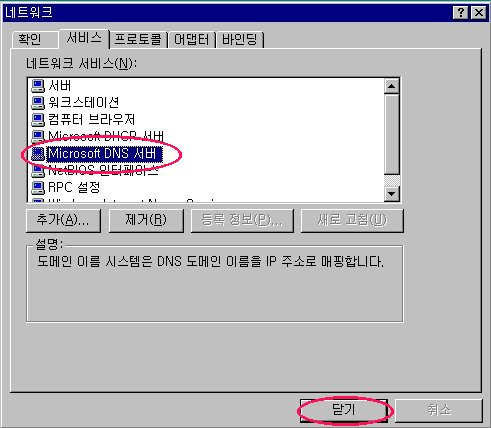 네트워크
확인 서비스 프로토콜 어댑터 바인딩
네트워크 서비스(N):
서버
워크스테이션
컴퓨터 브라우저
Microsoft DHCP 서버
Microsoft DNS 서버
NetBIOS 인터페이스
RPC 설정
추가(A)... 제거(R) 등록 정보(P)... 새로 고침(U)
설명:
도메인 이름 시스템은 DNS 도메인 이름을 IP 주소로 매핑합니다.
닫기 취소